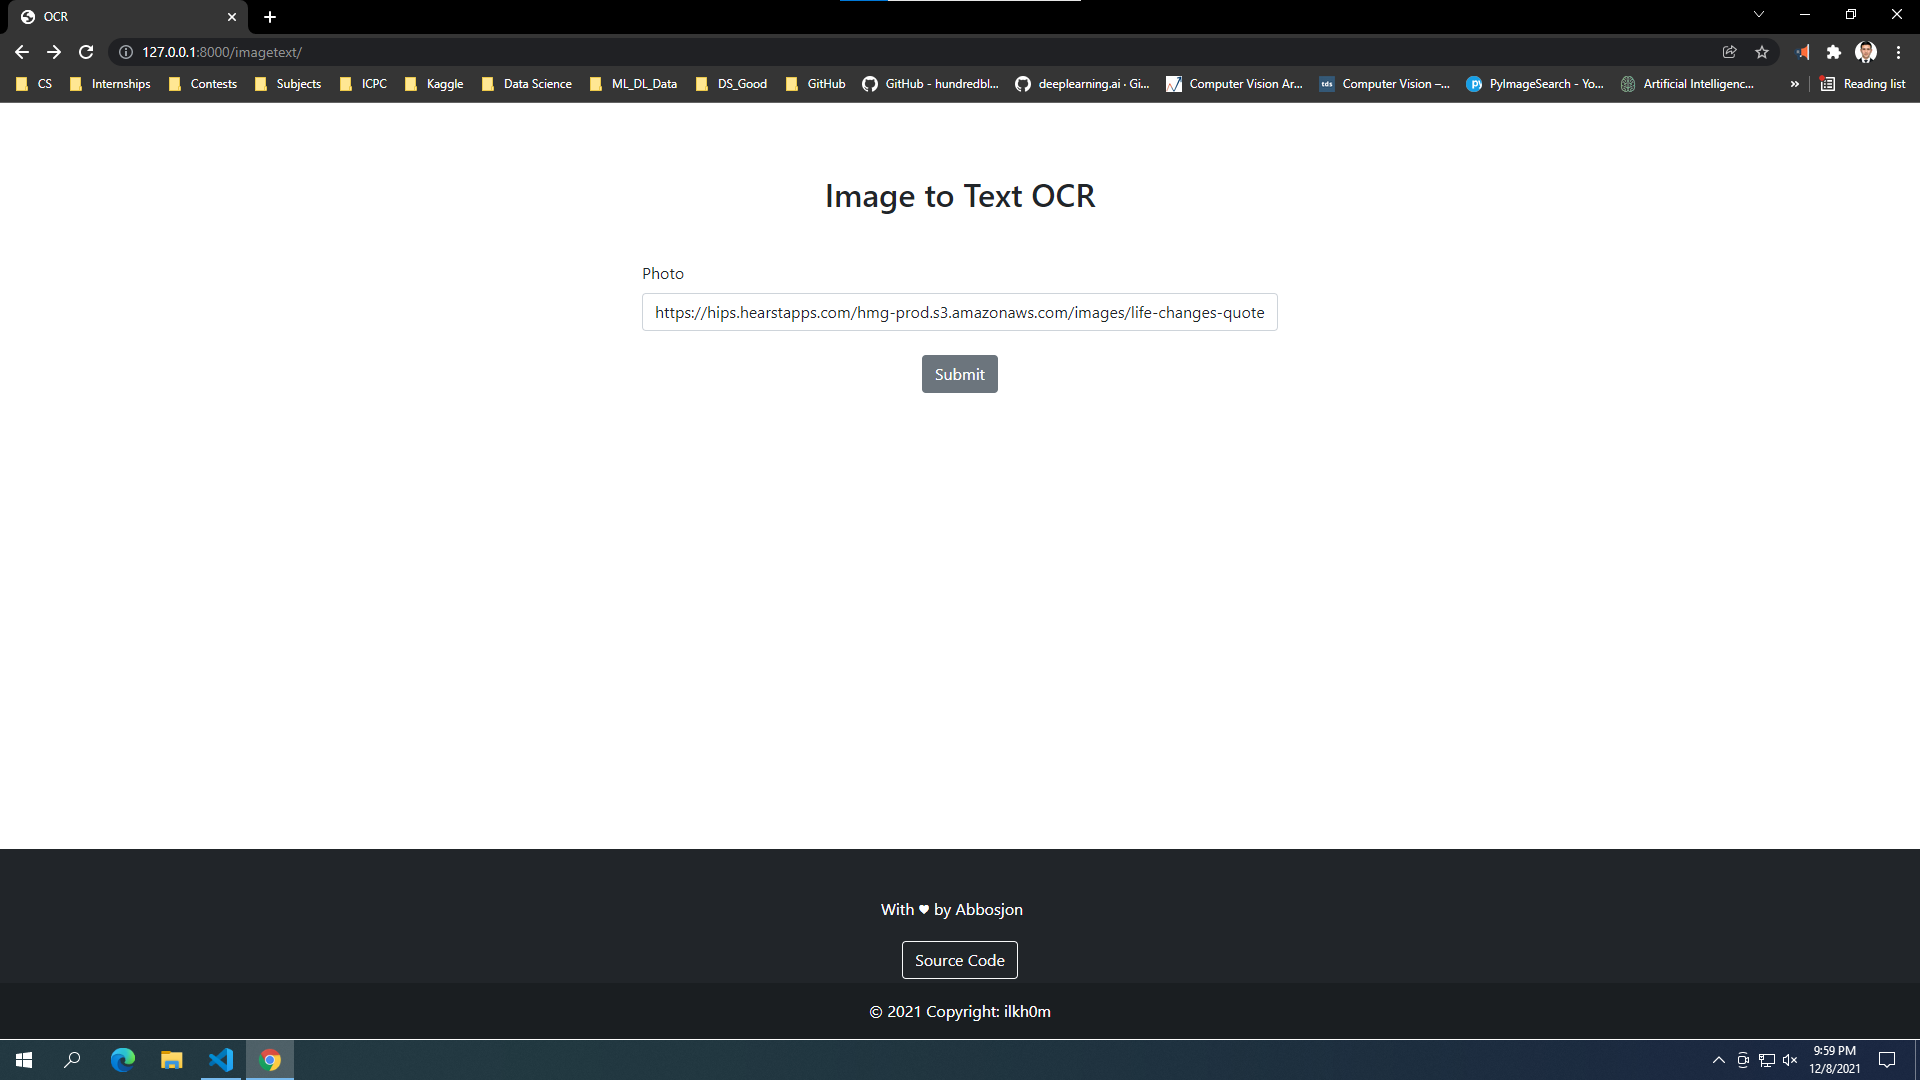 OCR
127.0.0.1:8000/imagetext/
CS Internships Contests Subjects ICPC Kaggle Data Science ML_DL_Data DS_Good GitHub GitHub - hundredbl... deeplearning.ai · Gi... Computer Vision Ar... tds Computer Vision –... PyImageSearch - Yo... Artificial Intelligenc... » Reading list
Image to Text OCR
Photo
https://hips.hearstapps.com/hmg-prod.s3.amazonaws.com/images/life-changes-quote
Submit
With ♥ by Abbosjon
Source Code
© 2021 Copyright: ilkh0m
9:59 PM
12/8/2021